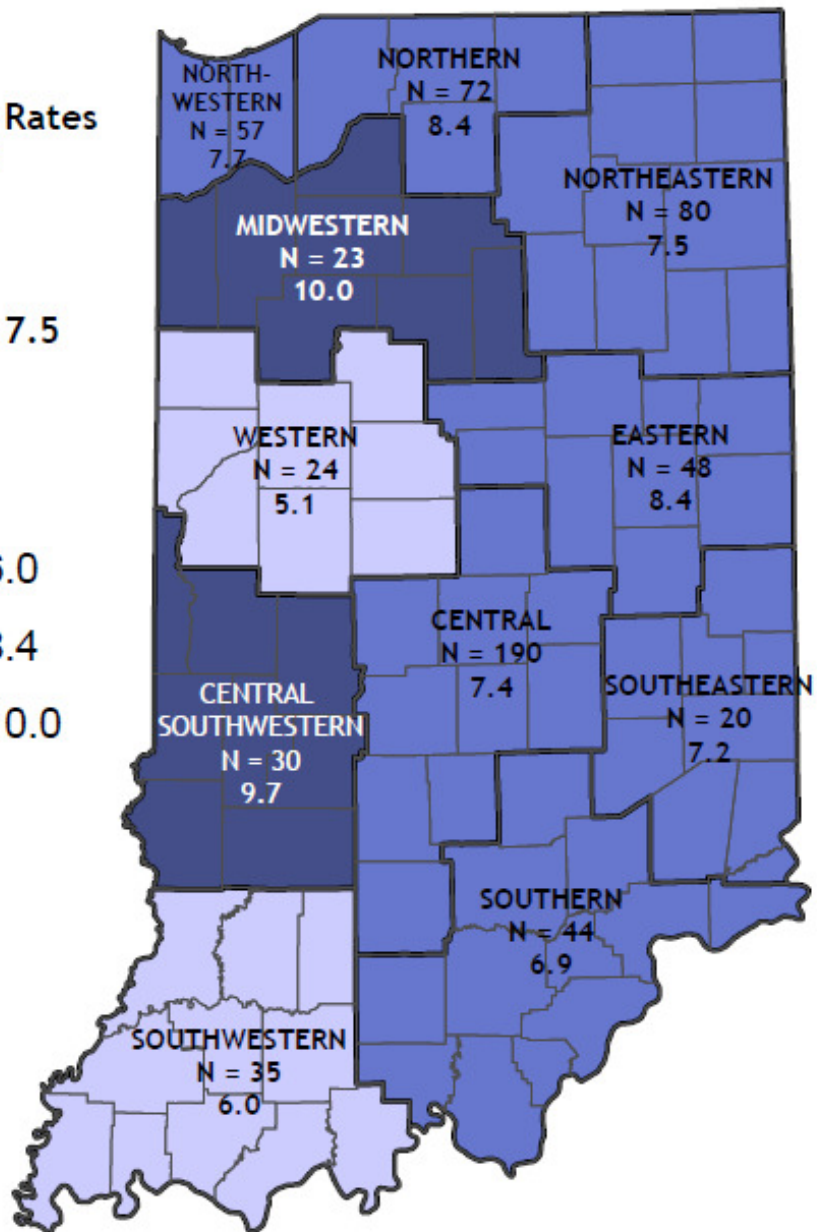 Rates
7.5
.0
.4
0.0
NORTH-
WESTERN
N = 57
7.7
NORTHERN
N = 72
8.4
NORTHEASTERN
N = 80
7.5
MIDWESTERN
N = 23
10.0
WESTERN
N = 24
5.1
EASTERN
N = 48
8.4
CENTRAL
N = 190
7.4
SOUTHEASTERN
N = 20
7.2
CENTRAL
SOUTHWESTERN
N = 30
9.7
SOUTHERN
N = 44
6.9
SOUTHWESTERN
N = 35
6.0